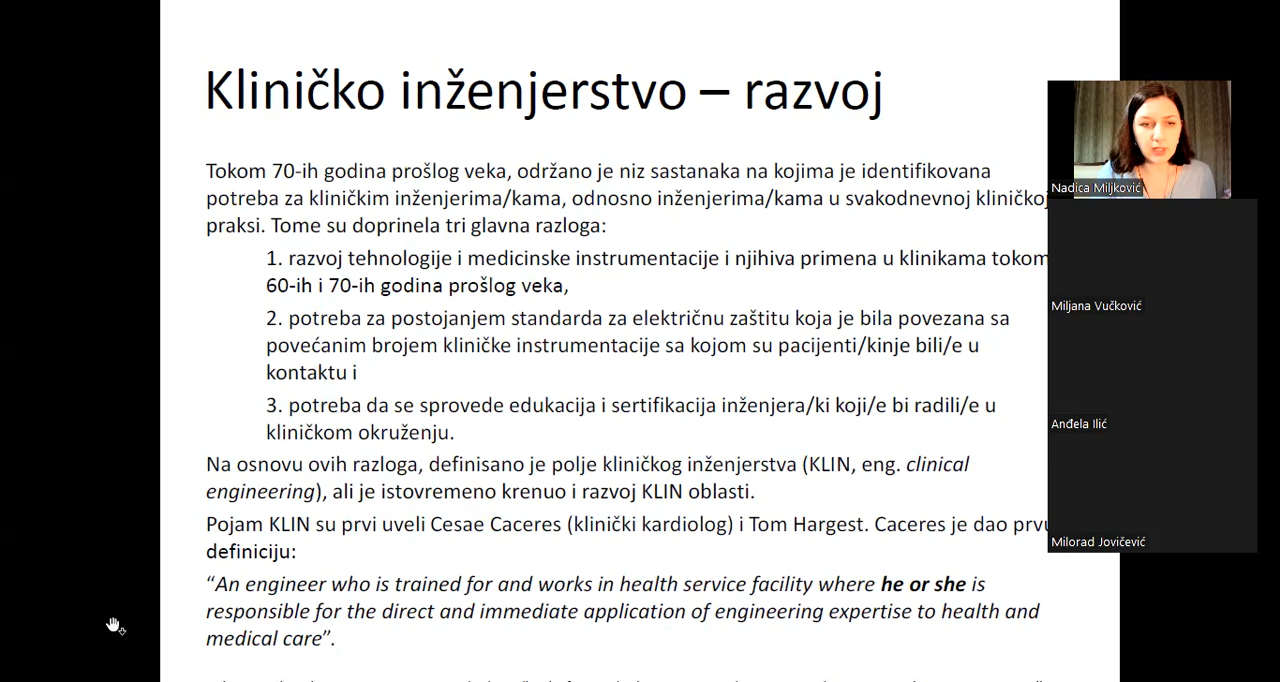 Kliničko inženjerstvo – razvoj
Tokom 70-ih godina prošlog veka, održano je niz sastanaka na kojima je identifikovana
potreba za kliničkim inženjerima/kama, odnosno inženjerima/kama u svakodnevnoj kliničkoj
praksi. Tome su doprinela tri glavna razloga:
1. razvoj tehnologije i medicinske instrumentacije i njihiva primena u klinikama tokom
60-ih i 70-ih godina prošlog veka,
2. potreba za postojanjem standarda za električnu zaštitu koja je bila povezana sa
povećanim brojem kliničke instrumentacije sa kojom su pacijenti/kinje bili/e u
kontaktu i
3. potreba da se sprovede edukacija i sertifikacija inženjera/ki koji/e bi radili/e u
kliničkom okruženju.
Na osnovu ovih razloga, definisano je polje kliničkog inženjerstva (KLIN, eng. clinical
engineering), ali je istovremeno krenuo i razvoj KLIN oblasti.
Pojam KLIN su prvi uveli Cesae Caceres (klinički kardiolog) i Tom Hargest. Caceres je dao prvu
definiciju:
“An engineer who is trained for and works in health service facility where he or she is
responsible for the direct and immediate application of engineering expertise to health and
medical care”.
Nadica Miljković
Miljana Vučković
Anđela Ilić
Milorad Jovičević